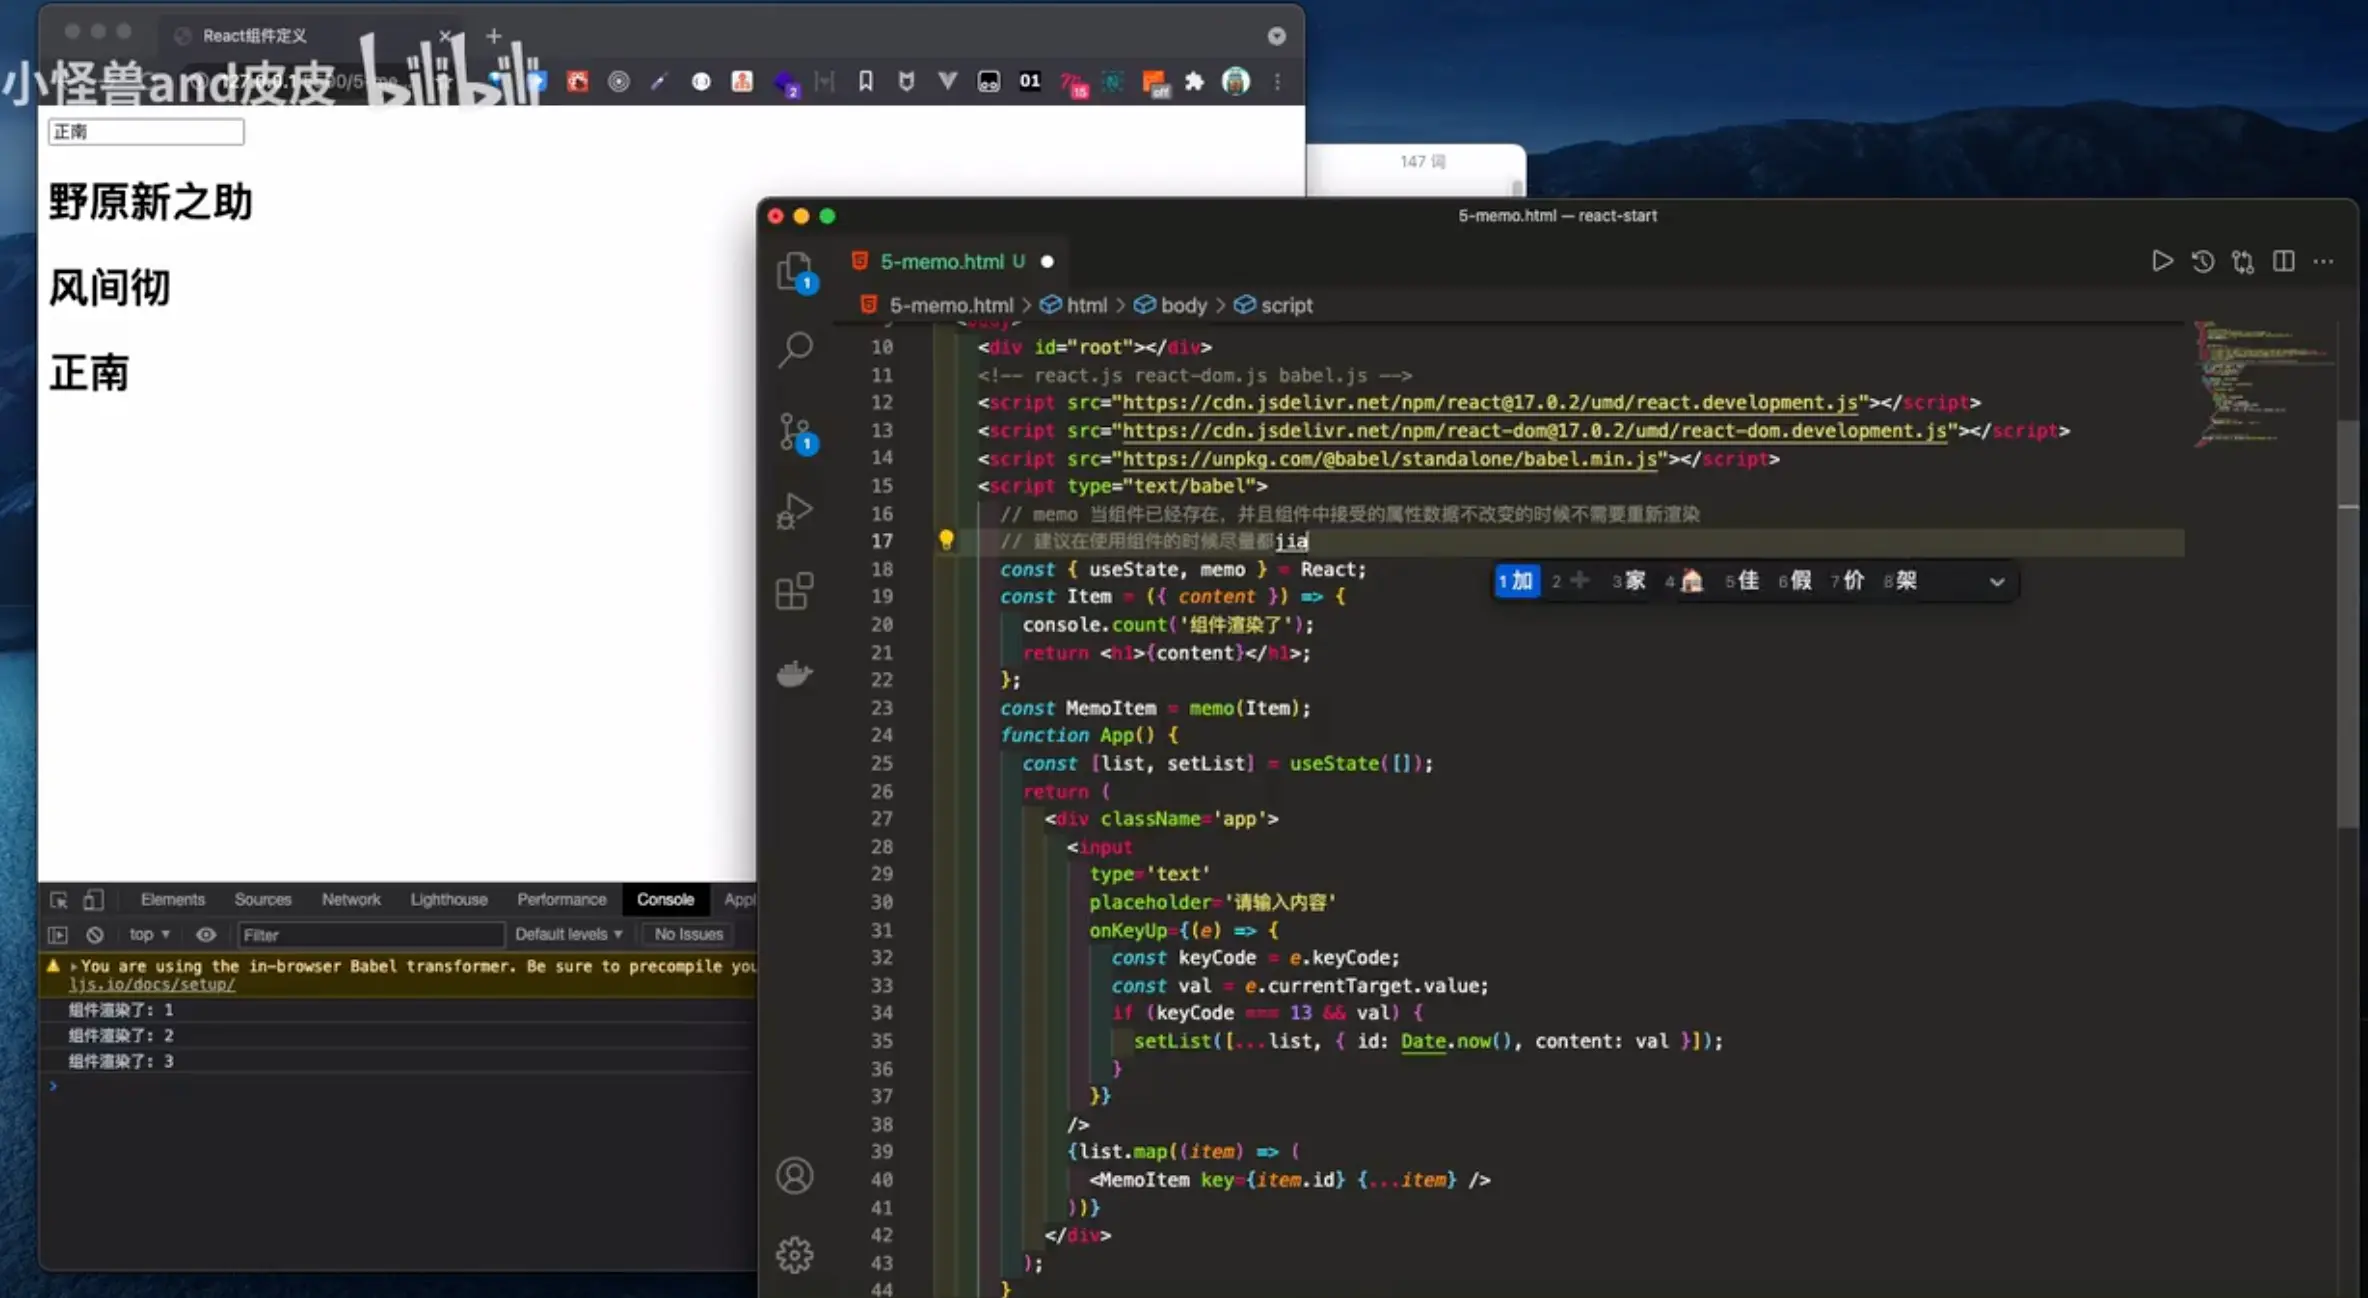 React组件定义
小怪兽and皮皮 bilibili
127.0.0.1
01
2
15
off
正南
野原新之助
风间彻
正南
147 词
5-memo.html — react-start
5-memo.html U
5-memo.html > html > body > script
1
1
10 <div id="root"></div>
11 <!-- react.js react-dom.js babel.js -->
12 <script src="https://cdn.jsdelivr.net/npm/react@17.0.2/umd/react.development.js"></script>
13 <script src="https://cdn.jsdelivr.net/npm/react-dom@17.0.2/umd/react-dom.development.js"></script>
14 <script src="https://unpkg.com/@babel/standalone/babel.min.js"></script>
15 <script type="text/babel">
16 // memo 当组件已经存在，并且组件中接受的属性数据不改变的时候不需要重新渲染
17 // 建议在使用组件的时候尽量都jia
1 加 2 ➕ 3 家 4 🏠 5 佳 6 假 7 价 8 架
18 const { useState, memo } = React;
19 const Item = ({ content }) => {
20 console.count('组件渲染了');
21 return <h1>{content}</h1>;
22 };
23 const MemoItem = memo(Item);
24 function App() {
25 const [list, setList] = useState([]);
26 return (
27 <div className='app'>
28 <input
29 type='text'
30 placeholder='请输入内容'
31 onKeyUp={(e) => {
32 const keyCode = e.keyCode;
33 const val = e.currentTarget.value;
34 if (keyCode === 13 && val) {
35 setList([...list, { id: Date.now(), content: val }]);
36 }
37 }}
38 />
39 {list.map((item) => (
40 <MemoItem key={item.id} {...item} />
41 ))}
42 </div>
43 );
44 }
Elements Sources Network Lighthouse Performance Console Appl
top Filter Default levels No Issues
You are using the in-browser Babel transformer. Be sure to precompile you
ljs.io/docs/setup/
组件渲染了: 1
组件渲染了: 2
组件渲染了: 3
>